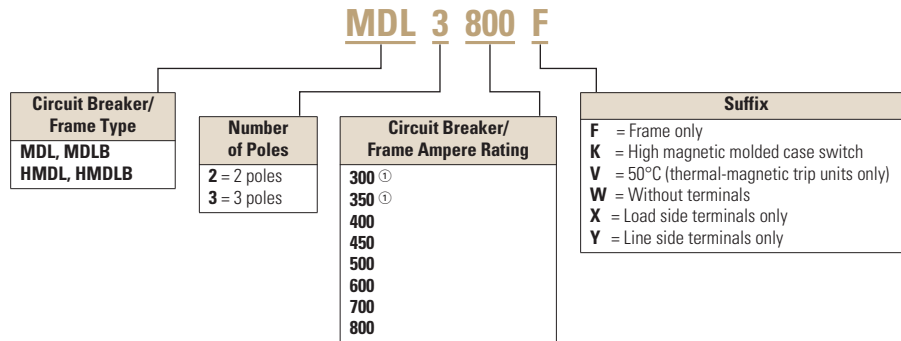 MDL 3 800 F
Circuit Breaker/
Frame Type
MDL, MDLB
HMDL, HMDLB
Number
of Poles
2 = 2 poles
3 = 3 poles
Circuit Breaker/
Frame Ampere Rating
300 ①
350 ①
400
450
500
600
700
800
Suffix
F = Frame only
K = High magnetic molded case switch
V = 50°C (thermal-magnetic trip units only)
W = Without terminals
X = Load side terminals only
Y = Line side terminals only